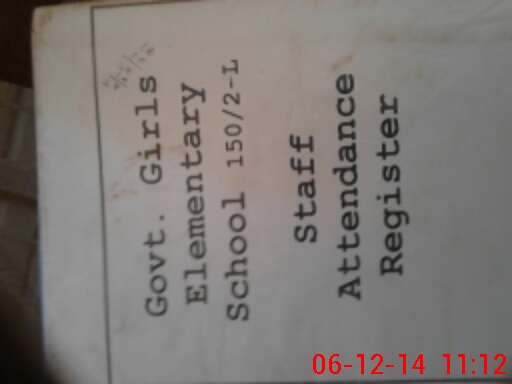 Govt. Girls
Elementary
School 150/2-L
Staff
Attendance
Register
06-12-14 11:12